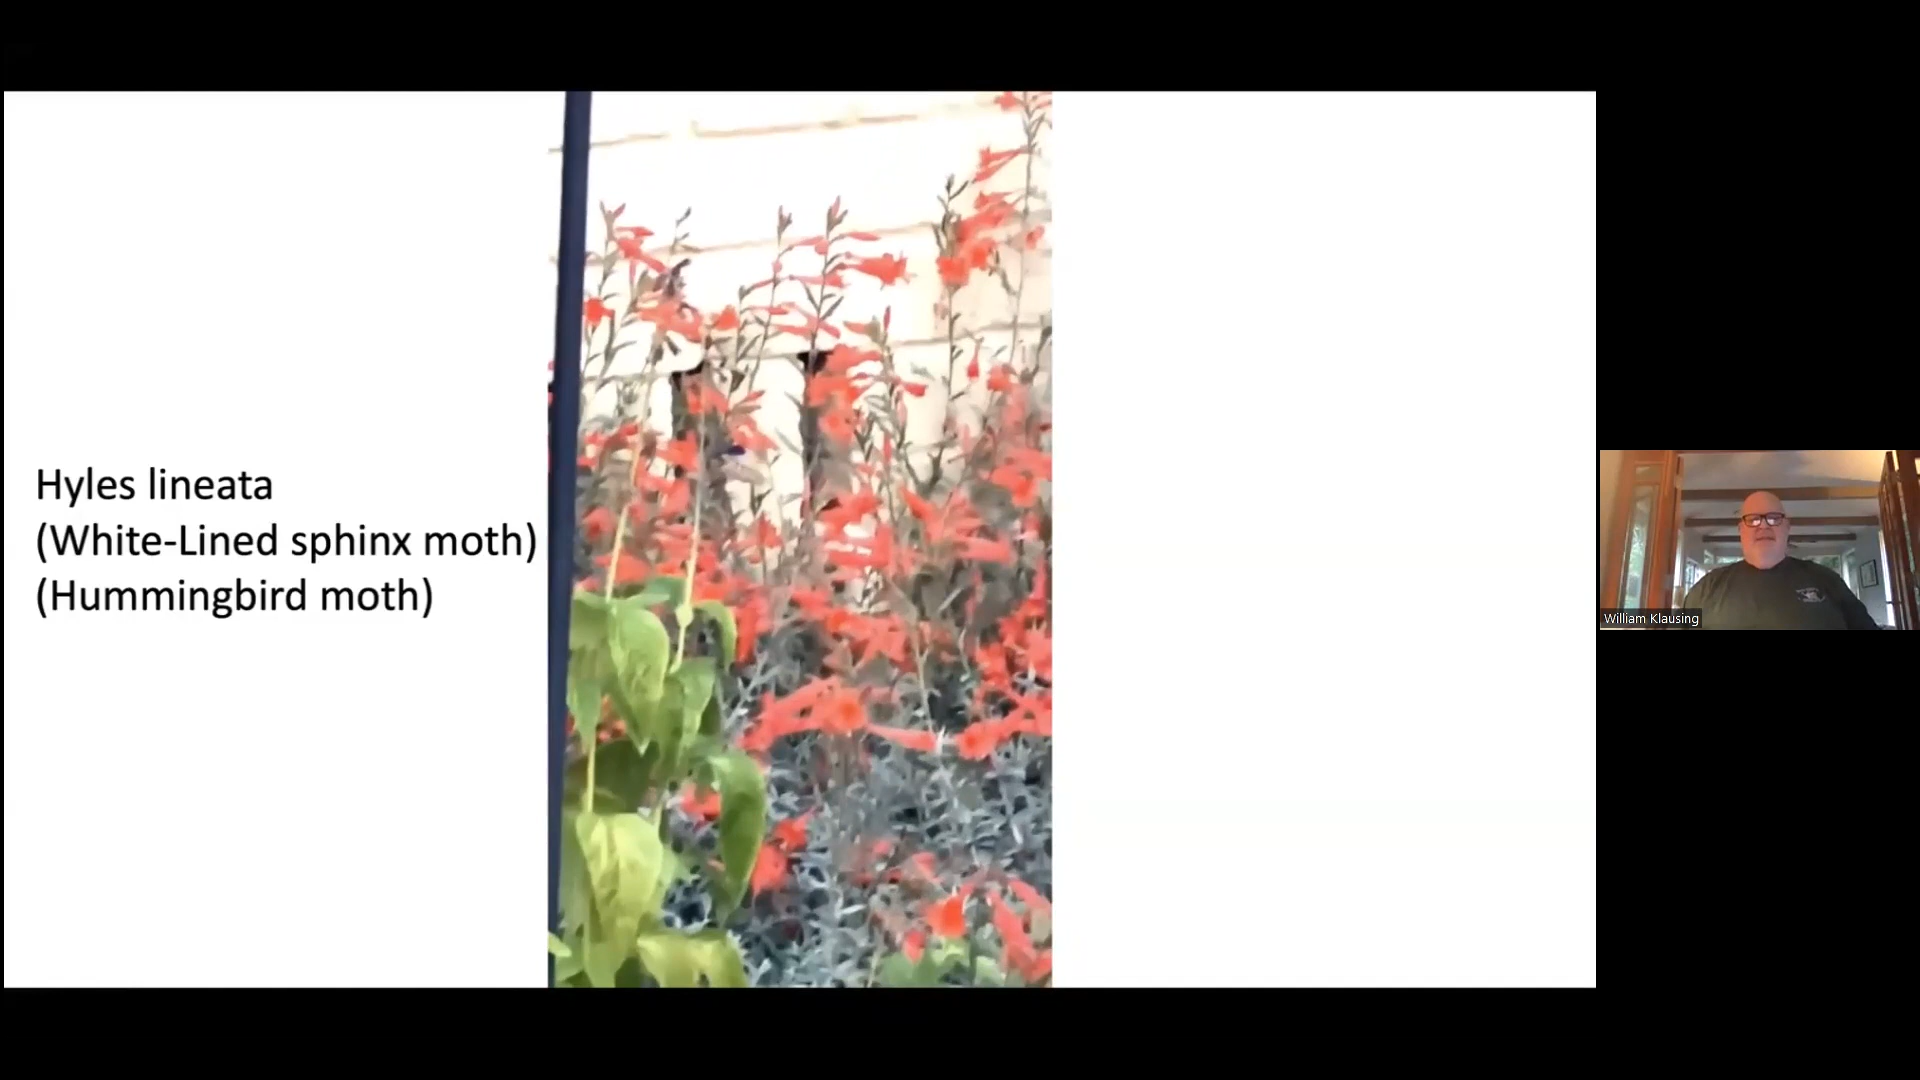 Hyles lineata
(White-Lined sphinx moth)
(Hummingbird moth)
William Klausing